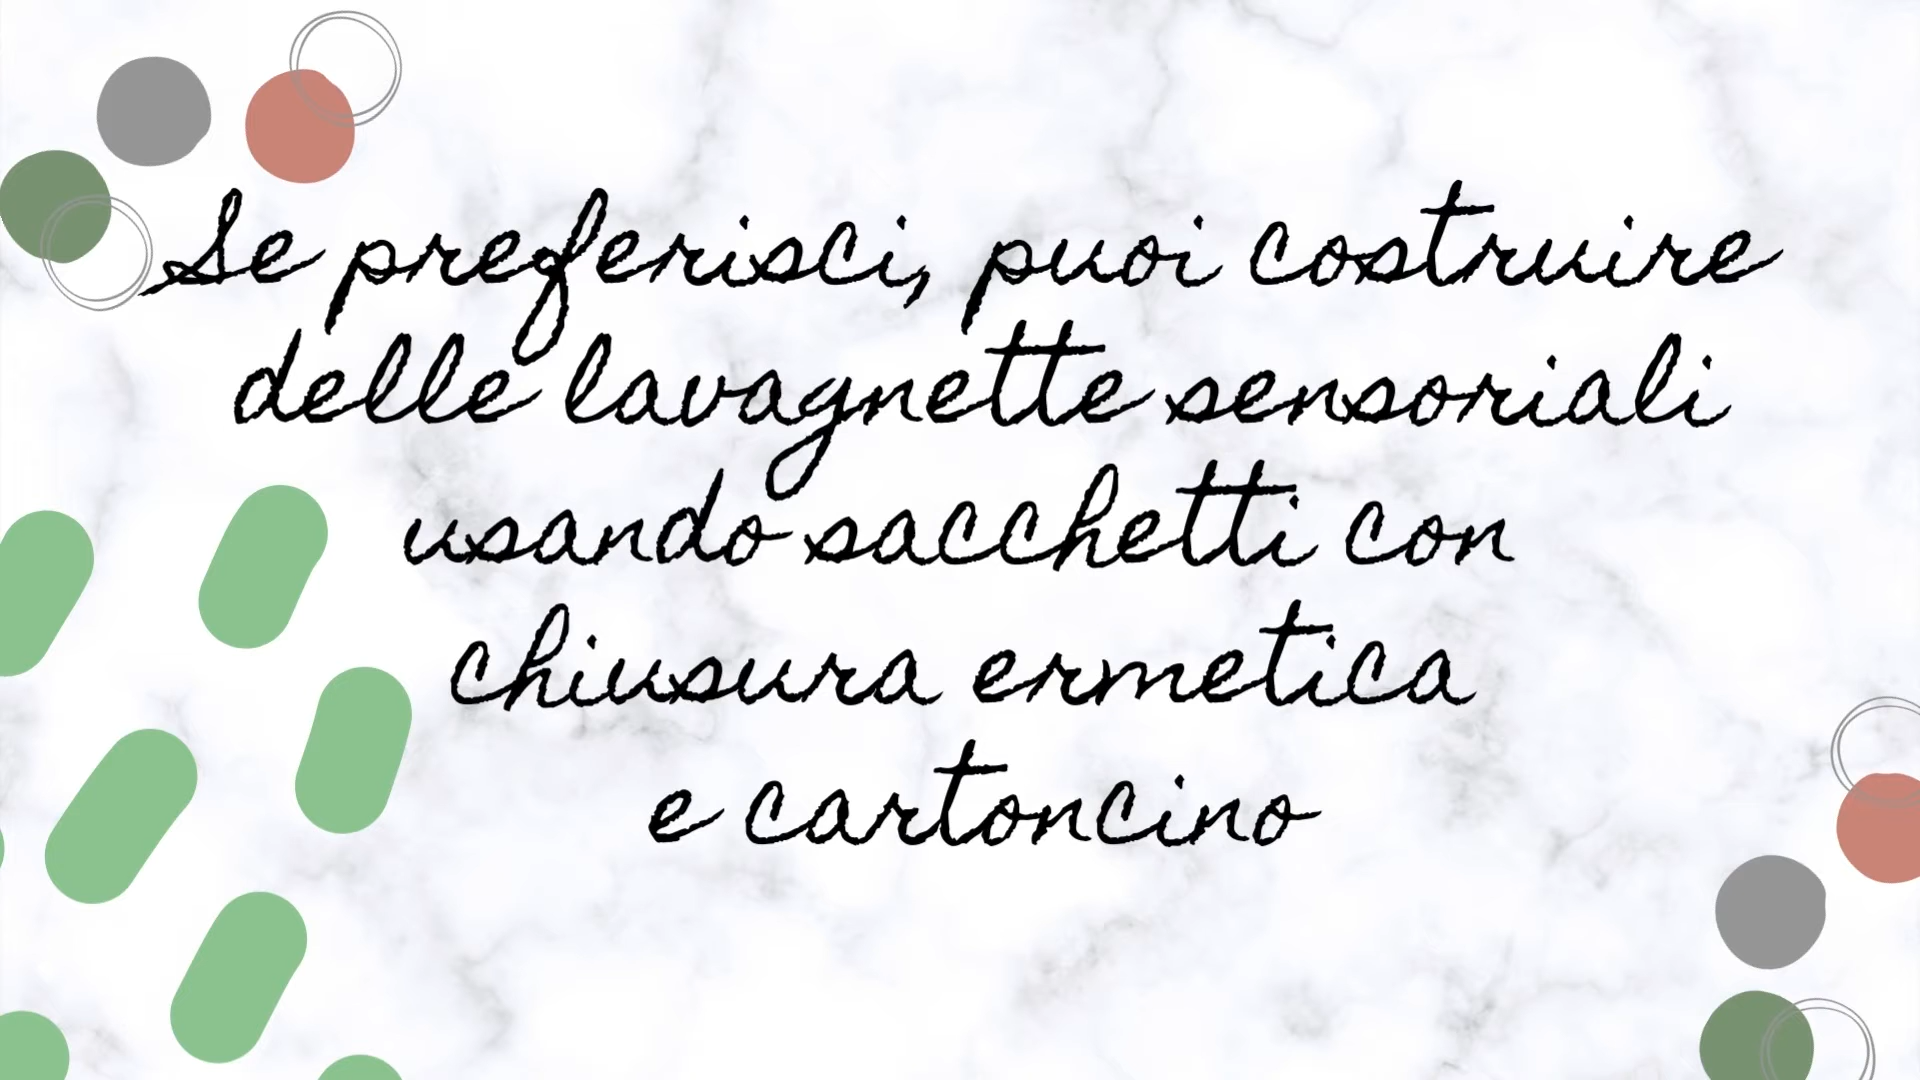 Se preferisci, puoi costruire
delle lavagnette sensoriali
usando sacchetti con
chiusura ermetica
e cartoncino